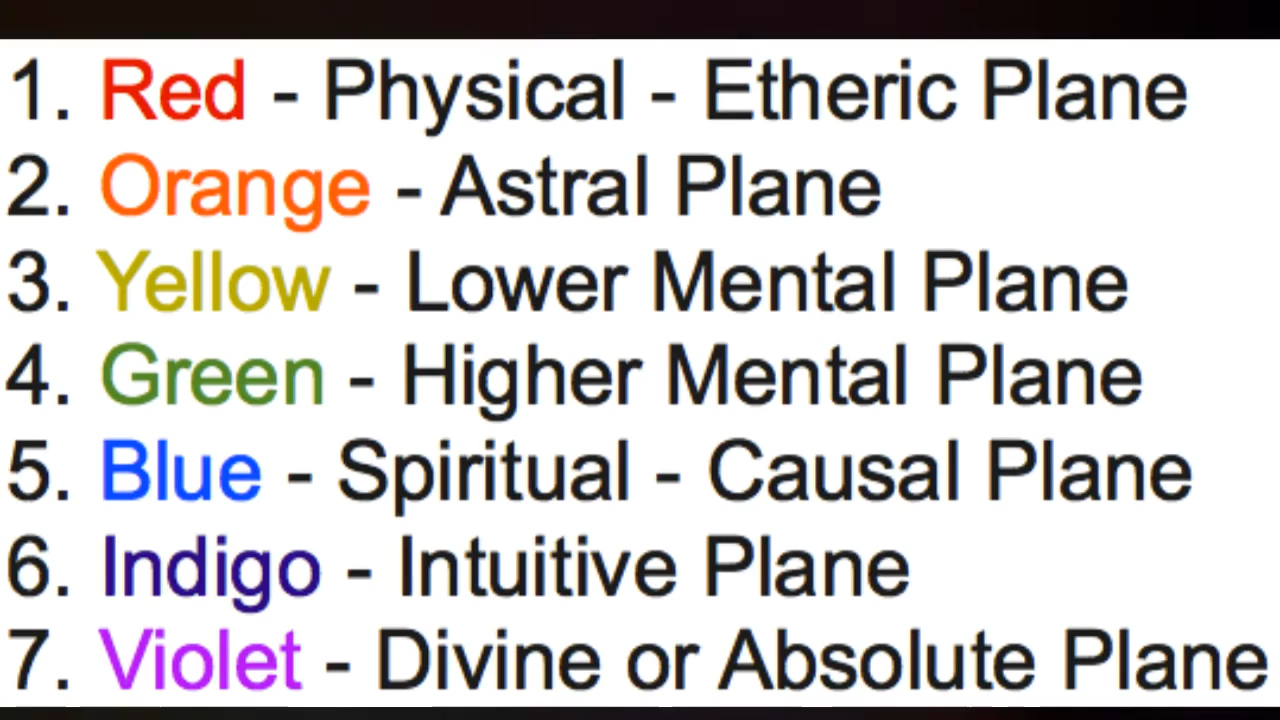 1. Red - Physical - Etheric Plane
2. Orange - Astral Plane
3. Yellow - Lower Mental Plane
4. Green - Higher Mental Plane
5. Blue - Spiritual - Causal Plane
6. Indigo - Intuitive Plane
7. Violet - Divine or Absolute Plane